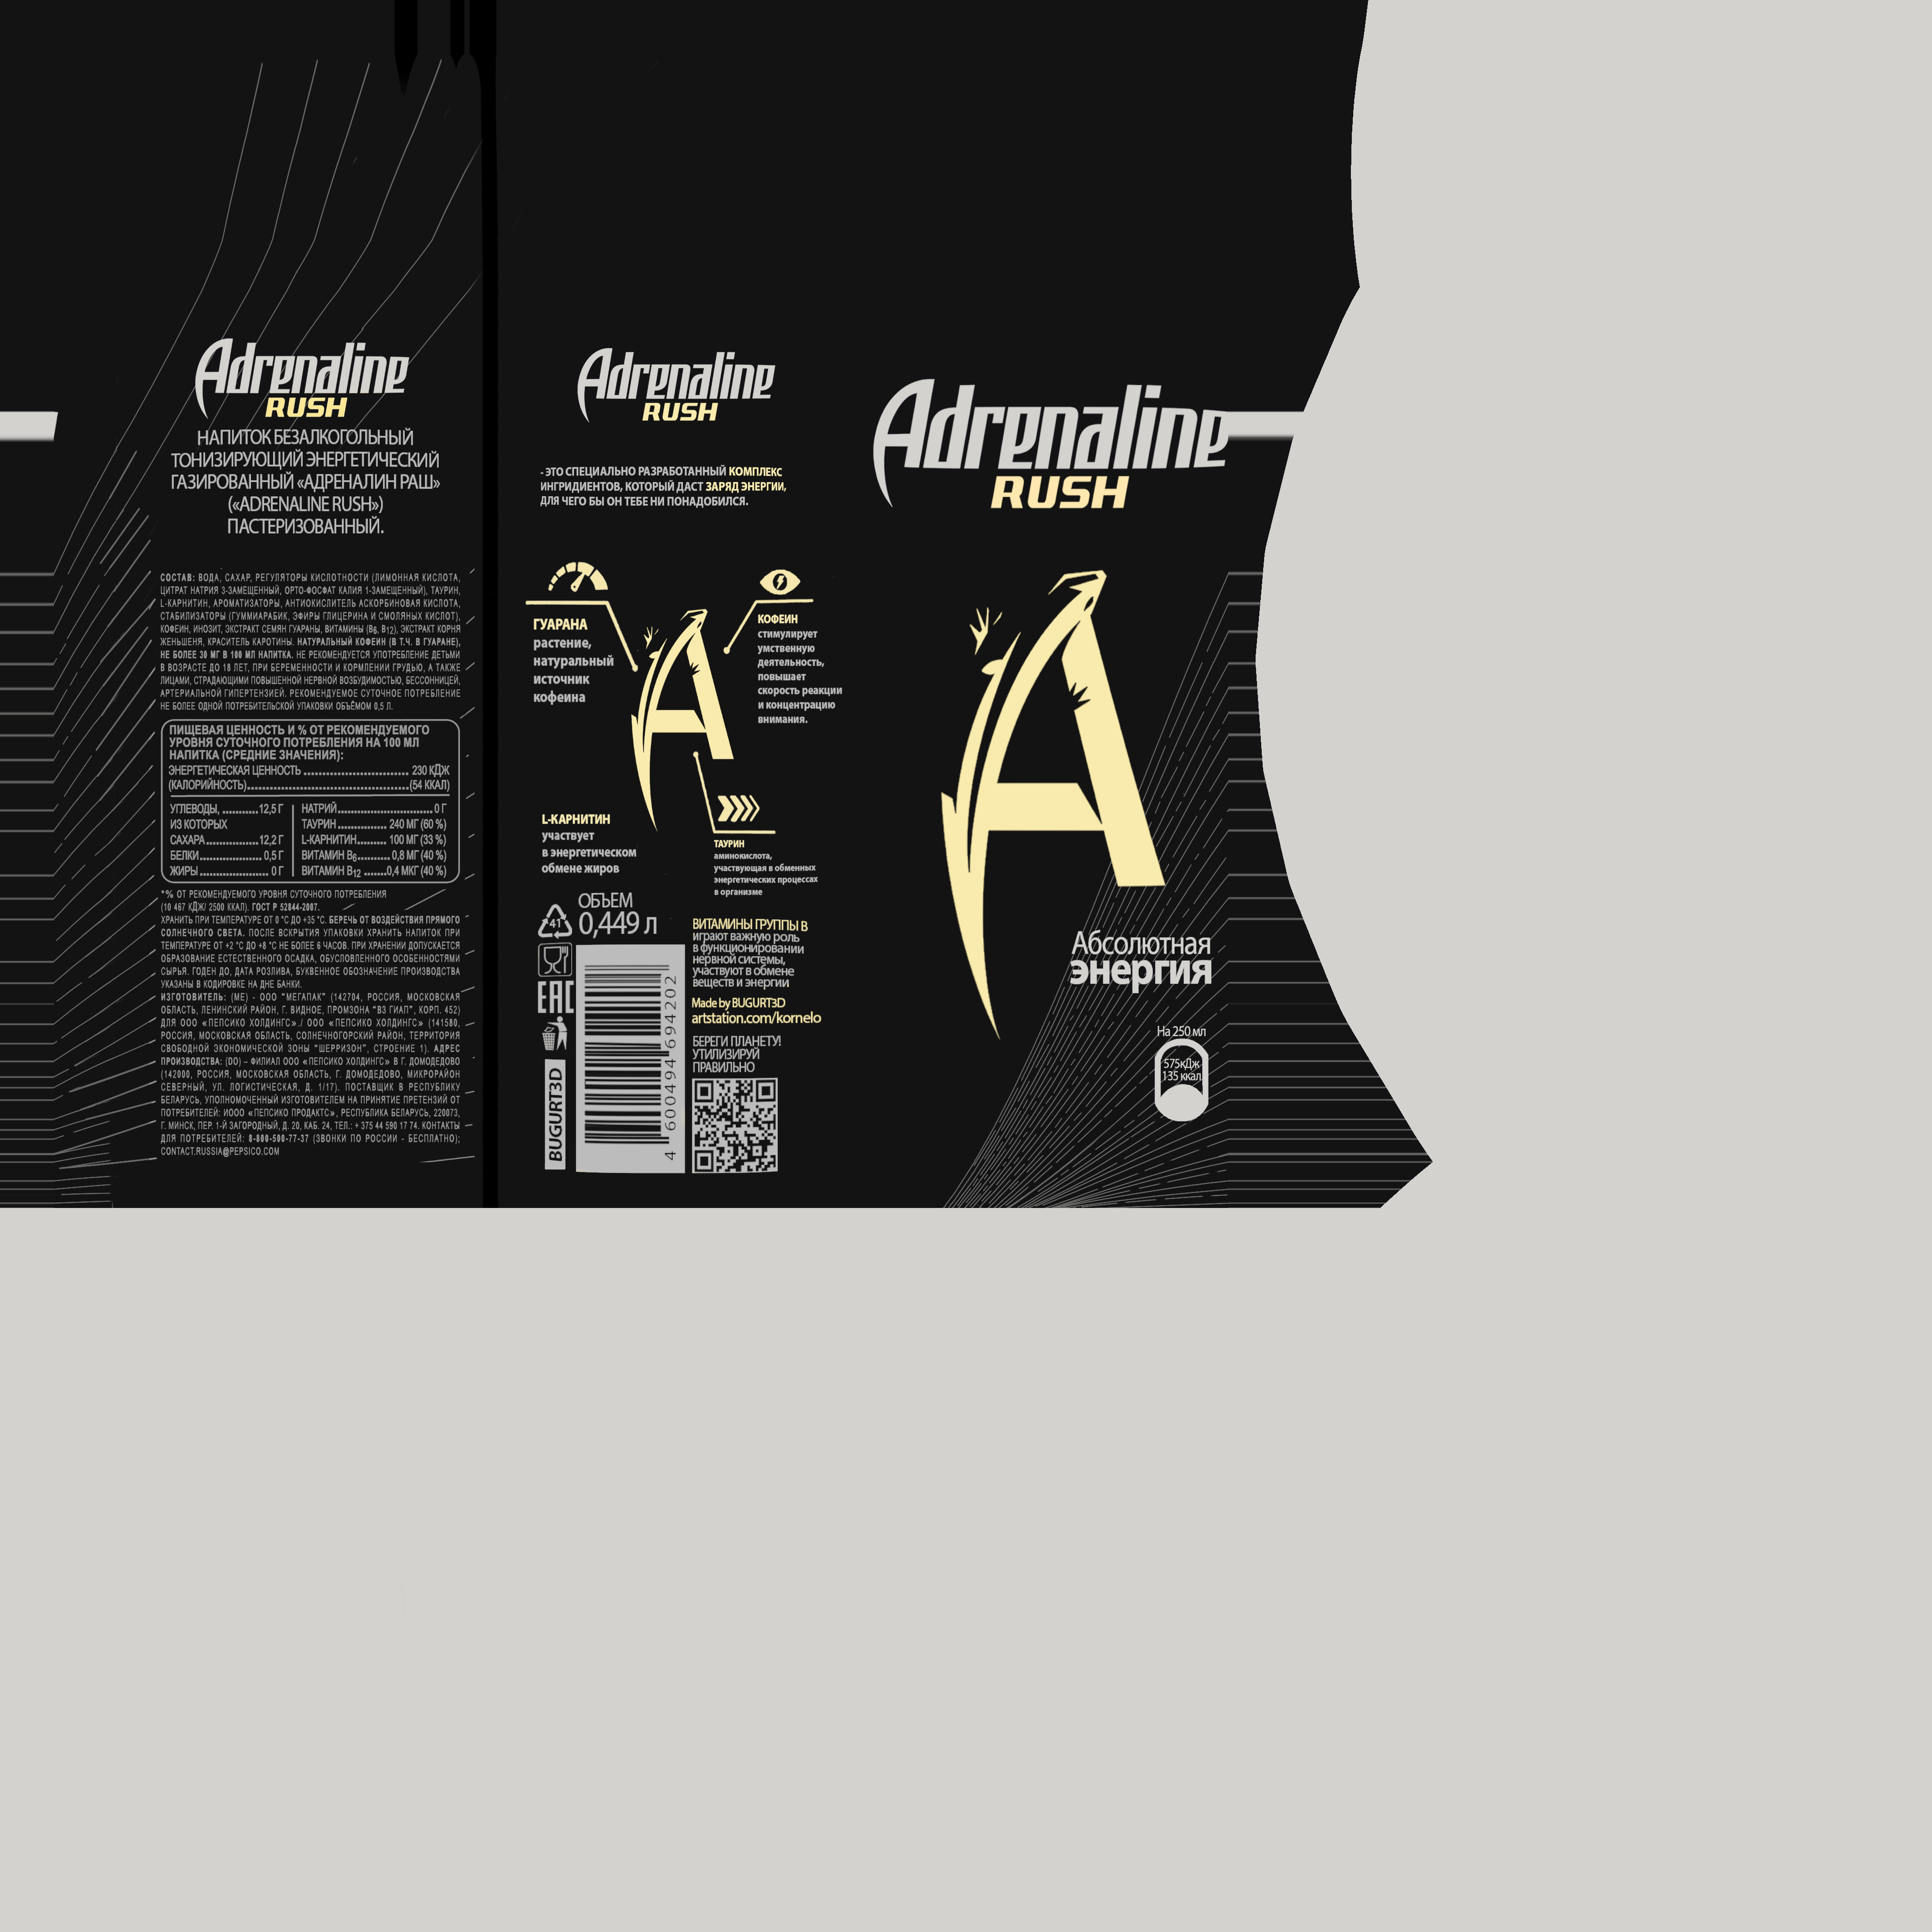 Adrenaline
RUSH
НАПИТОК БЕЗАЛКОГОЛЬНЫЙ
ТОНИЗИРУЮЩИЙ ЭНЕРГЕТИЧЕСКИЙ
ГАЗИРОВАННЫЙ «АДРЕНАЛИН РАШ»
(«ADRENALINE RUSH»)
ПАСТЕРИЗОВАННЫЙ.
СОСТАВ: ВОДА, САХАР, РЕГУЛЯТОРЫ КИСЛОТНОСТИ (ЛИМОННАЯ КИСЛОТА,
ЦИТРАТ НАТРИЯ 3-ЗАМЕЩЕННЫЙ, ОРТО-ФОСФАТ КАЛИЯ 1-ЗАМЕЩЕННЫЙ), ТАУРИН,
L-КАРНИТИН, АРОМАТИЗАТОРЫ, АНТИОКИСЛИТЕЛЬ АСКОРБИНОВАЯ КИСЛОТА,
СТАБИЛИЗАТОРЫ (ГУММИАРАБИК, ЭФИРЫ ГЛИЦЕРИНА И СМОЛЯНЫХ КИСЛОТ),
КОФЕИН, ИНОЗИТ, ЭКСТРАКТ СЕМЯН ГУАРАНЫ, ВИТАМИНЫ (B6, B12), ЭКСТРАКТ КОРНЯ
ЖЕНЬШЕНЯ, КРАСИТЕЛЬ КАРОТИНЫ. НАТУРАЛЬНЫЙ КОФЕИН (В Т.Ч. В ГУАРАНЕ),
НЕ БОЛЕЕ 30 МГ В 100 МЛ НАПИТКА. НЕ РЕКОМЕНДУЕТСЯ УПОТРЕБЛЕНИЕ ДЕТЬМИ
В ВОЗРАСТЕ ДО 18 ЛЕТ, ПРИ БЕРЕМЕННОСТИ И КОРМЛЕНИИ ГРУДЬЮ, А ТАКЖЕ
ЛИЦАМИ, СТРАДАЮЩИМИ ПОВЫШЕННОЙ НЕРВНОЙ ВОЗБУДИМОСТЬЮ, БЕССОННИЦЕЙ,
АРТЕРИАЛЬНОЙ ГИПЕРТЕНЗИЕЙ. РЕКОМЕНДУЕМОЕ СУТОЧНОЕ ПОТРЕБЛЕНИЕ
НЕ БОЛЕЕ ОДНОЙ ПОТРЕБИТЕЛЬСКОЙ УПАКОВКИ ОБЪЁМОМ 0,5 Л.
ПИЩЕВАЯ ЦЕННОСТЬ И % ОТ РЕКОМЕНДУЕМОГО
УРОВНЯ СУТОЧНОГО ПОТРЕБЛЕНИЯ НА 100 МЛ
НАПИТКА (СРЕДНИЕ ЗНАЧЕНИЯ):
ЭНЕРГЕТИЧЕСКАЯ ЦЕННОСТЬ ............................ 230 КДЖ
(КАЛОРИЙНОСТЬ)...........................................(54 ККАЛ)
УГЛЕВОДЫ, ...........12,5 Г
ИЗ КОТОРЫХ
САХАРА.................12,2 Г
БЕЛКИ.................... 0,5 Г
ЖИРЫ...................... 0 Г
НАТРИЙ..............................0 Г
ТАУРИН................ 240 МГ (60 %)
L-КАРНИТИН......... 100 МГ (33 %)
ВИТАМИН B6..........0,8 МГ (40 %)
ВИТАМИН B12 .......0,4 МКГ (40 %)
*% ОТ РЕКОМЕНДУЕМОГО УРОВНЯ СУТОЧНОГО ПОТРЕБЛЕНИЯ
(10 467 КДЖ/ 2500 ККАЛ). ГОСТ Р 52844-2007.
ХРАНИТЬ ПРИ ТЕМПЕРАТУРЕ ОТ 0 °С ДО +35 °С. БЕРЕЧЬ ОТ ВОЗДЕЙСТВИЯ ПРЯМОГО
СОЛНЕЧНОГО СВЕТА. ПОСЛЕ ВСКРЫТИЯ УПАКОВКИ ХРАНИТЬ НАПИТОК ПРИ
ТЕМПЕРАТУРЕ ОТ +2 °С ДО +8 °С НЕ БОЛЕЕ 6 ЧАСОВ. ПРИ ХРАНЕНИИ ДОПУСКАЕТСЯ
ОБРАЗОВАНИЕ ЕСТЕСТВЕННОГО ОСАДКА, ОБУСЛОВЛЕННОГО ОСОБЕННОСТЯМИ
СЫРЬЯ. ГОДЕН ДО, ДАТА РОЗЛИВА, БУКВЕННОЕ ОБОЗНАЧЕНИЕ ПРОИЗВОДСТВА
УКАЗАНЫ В КОДИРОВКЕ НА ДНЕ БАНКИ.
ИЗГОТОВИТЕЛЬ: (ME) - ООО "МЕГАПАК" (142704, РОССИЯ, МОСКОВСКАЯ
ОБЛАСТЬ, ЛЕНИНСКИЙ РАЙОН, Г. ВИДНОЕ, ПРОМЗОНА "ВЗ ГИАП", КОРП. 452)
ДЛЯ ООО «ПЕПСИКО ХОЛДИНГС»./ ООО «ПЕПСИКО ХОЛДИНГС» (141580,
РОССИЯ, МОСКОВСКАЯ ОБЛАСТЬ, СОЛНЕЧНОГОРСКИЙ РАЙОН, ТЕРРИТОРИЯ
СВОБОДНОЙ ЭКОНОМИЧЕСКОЙ ЗОНЫ "ШЕРРИЗОН", СТРОЕНИЕ 1). АДРЕС
ПРОИЗВОДСТВА: (DO) – ФИЛИАЛ ООО «ПЕПСИКО ХОЛДИНГС» В Г. ДОМОДЕДОВО
(142000, РОССИЯ, МОСКОВСКАЯ ОБЛАСТЬ, Г. ДОМОДЕДОВО, МИКРОРАЙОН
СЕВЕРНЫЙ, УЛ. ЛОГИСТИЧЕСКАЯ, Д. 1/17). ПОСТАВЩИК В РЕСПУБЛИКУ
БЕЛАРУСЬ, УПОЛНОМОЧЕННЫЙ ИЗГОТОВИТЕЛЕМ НА ПРИНЯТИЕ ПРЕТЕНЗИЙ ОТ
ПОТРЕБИТЕЛЕЙ: ИООО «ПЕПСИКО ПРОДАКТС», РЕСПУБЛИКА БЕЛАРУСЬ, 220073,
Г. МИНСК, ПЕР. 1-Й ЗАГОРОДНЫЙ, Д. 20, КАБ. 24, ТЕЛ.: + 375 44 590 17 74. КОНТАКТЫ
ДЛЯ ПОТРЕБИТЕЛЕЙ: 8-800-500-77-37 (ЗВОНКИ ПО РОССИИ - БЕСПЛАТНО);
CONTACT.RUSSIA@PEPSICO.COM
Adrenaline
RUSH
- ЭТО СПЕЦИАЛЬНО РАЗРАБОТАННЫЙ КОМПЛЕКС
ИНГРИДИЕНТОВ, КОТОРЫЙ ДАСТ ЗАРЯД ЭНЕРГИИ,
ДЛЯ ЧЕГО БЫ ОН ТЕБЕ НИ ПОНАДОБИЛСЯ.
ГУАРАНА
растение,
натуральный
источник
кофеина
КОФЕИН
стимулирует
умственную
деятельность,
повышает
скорость реакции
и концентрацию
внимания.
L-КАРНИТИН
участвует
в энергетическом
обмене жиров
ТАУРИН
аминокислота,
участвующая в обменных
энергетических процессах
в организме
41
ОБЪЕМ
0,449 л
EAC
BUGURT3D
4 600494 694202
ВИТАМИНЫ ГРУППЫ В
играют важную роль
в функционировании
нервной системы,
участвуют в обмене
веществ и энергии
Made by BUGURT3D
artstation.com/kornelo
БЕРЕГИ ПЛАНЕТУ!
УТИЛИЗИРУЙ
ПРАВИЛЬНО
Adrenaline
RUSH
A
Абсолютная
энергия
На 250 мл
575кДж
135 ккал